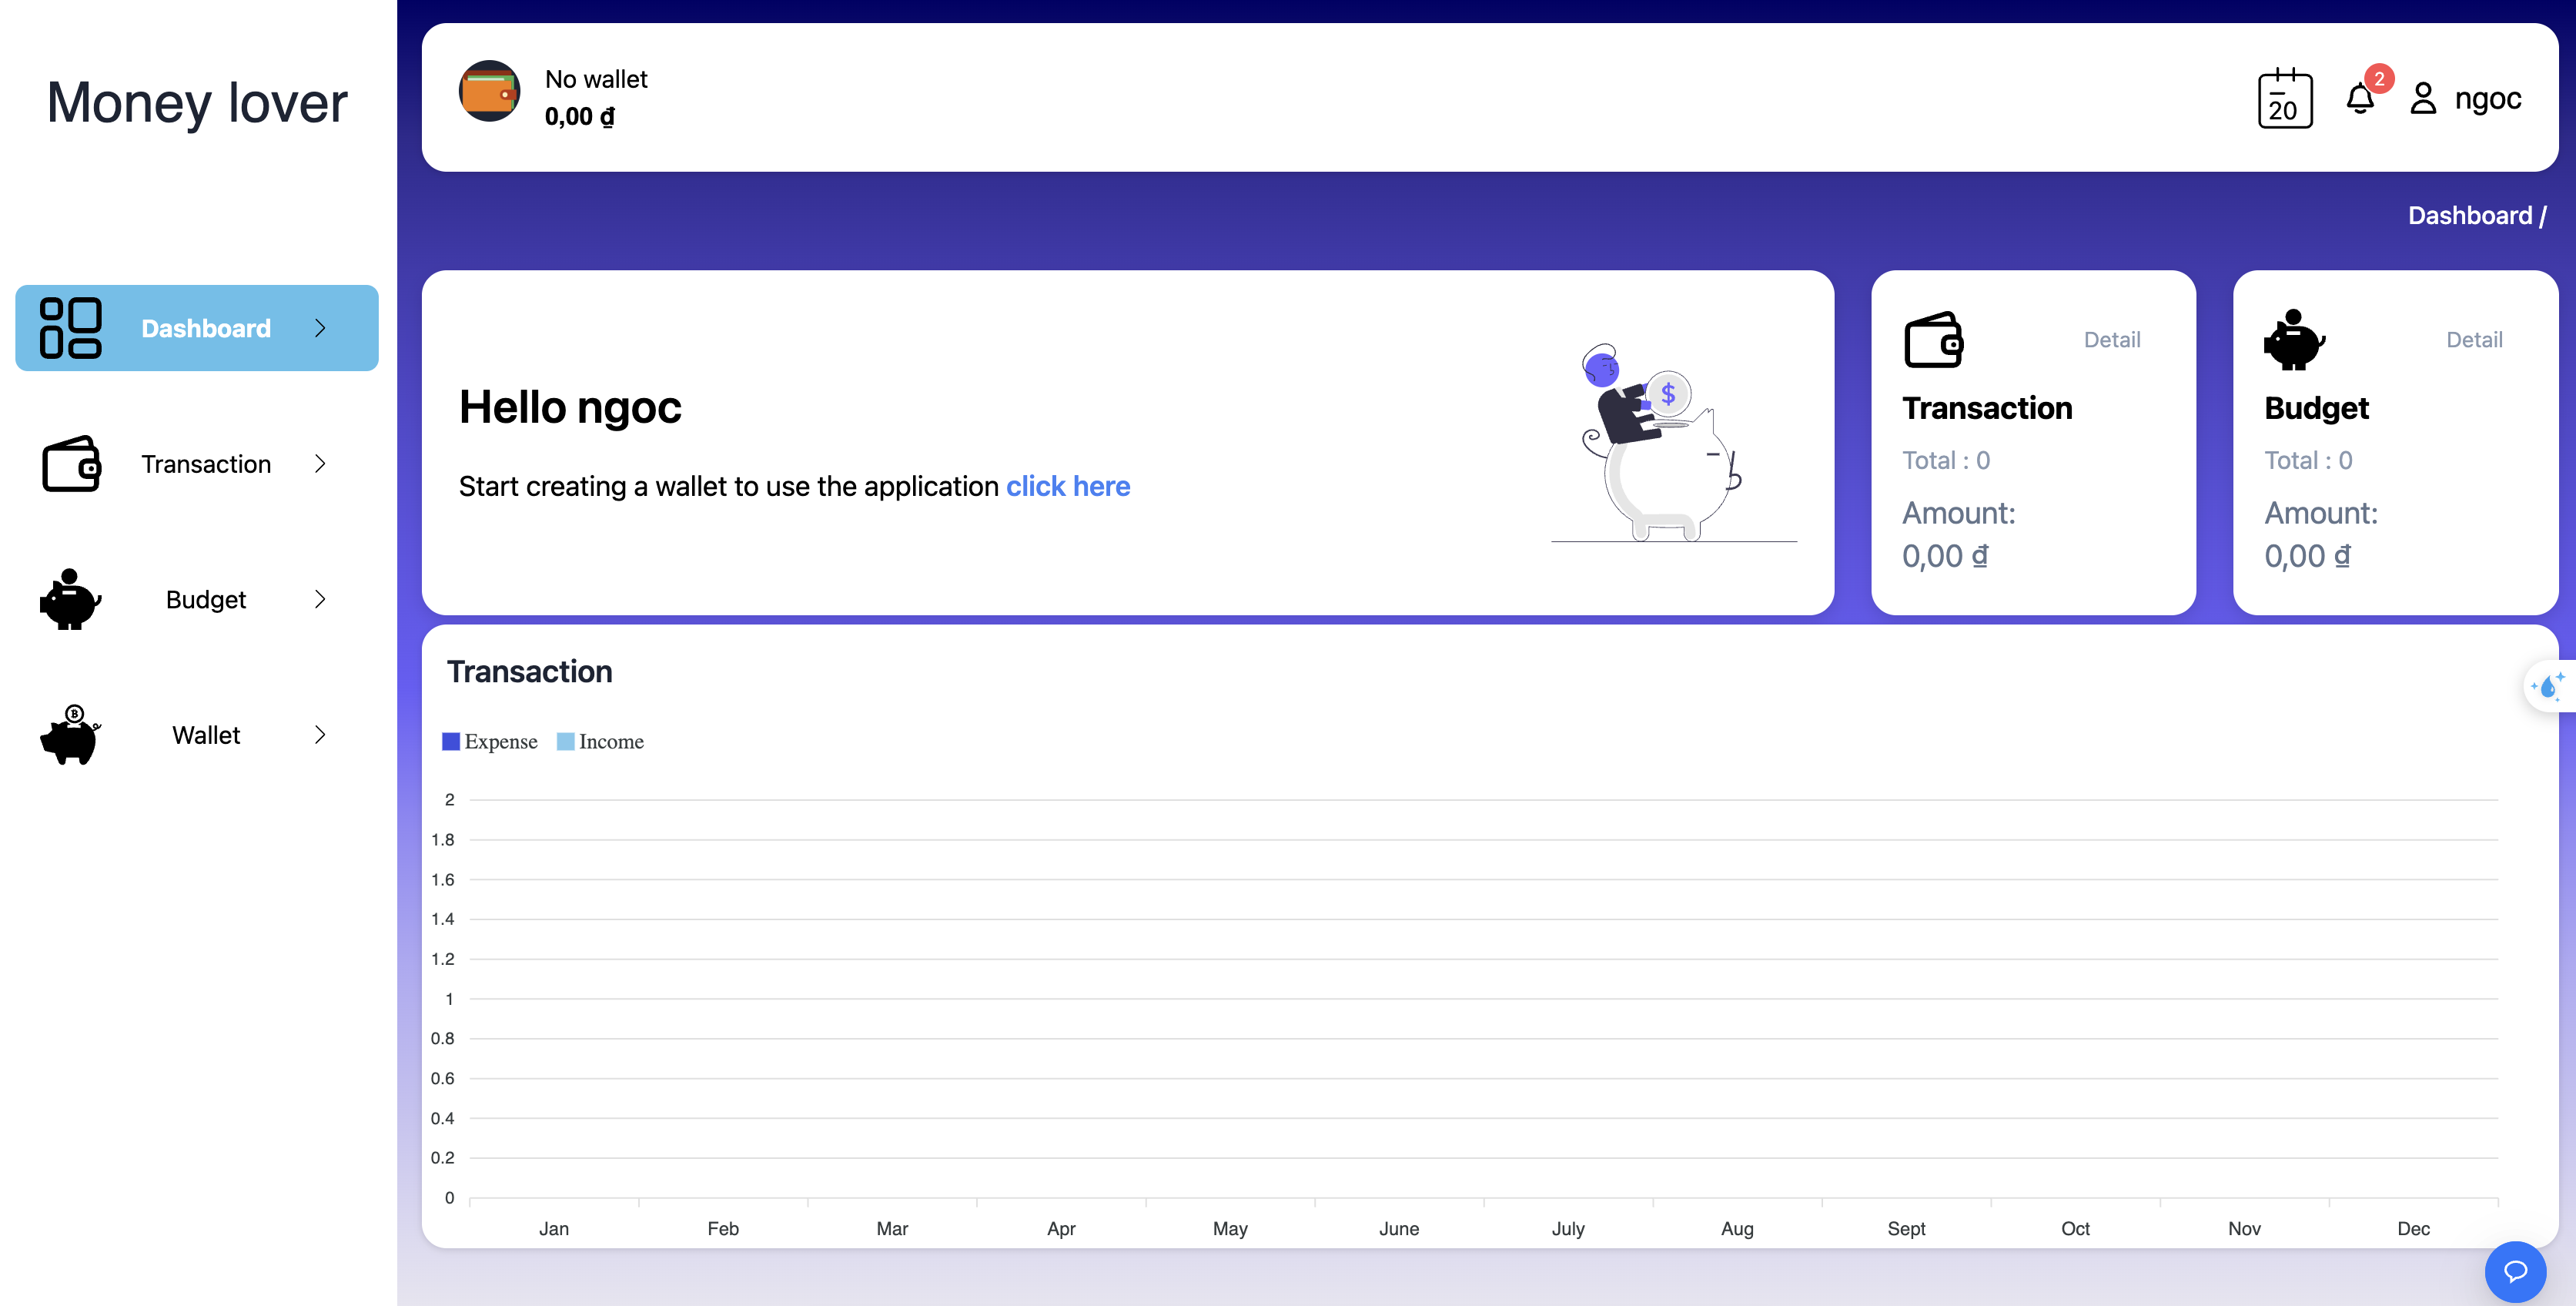 Money lover
No wallet
0,00 ₫
20
2
ngoc
Dashboard /
Dashboard
Transaction
Budget
Wallet
Hello ngoc
Start creating a wallet to use the application click here
$
Detail
Transaction
Total : 0
Amount:
0,00 ₫
Detail
Budget
Total : 0
Amount:
0,00 ₫
Transaction
Expense Income
2
1.8
1.6
1.4
1.2
1
0.8
0.6
0.4
0.2
0
Jan Feb Mar Apr May June July Aug Sept Oct Nov Dec